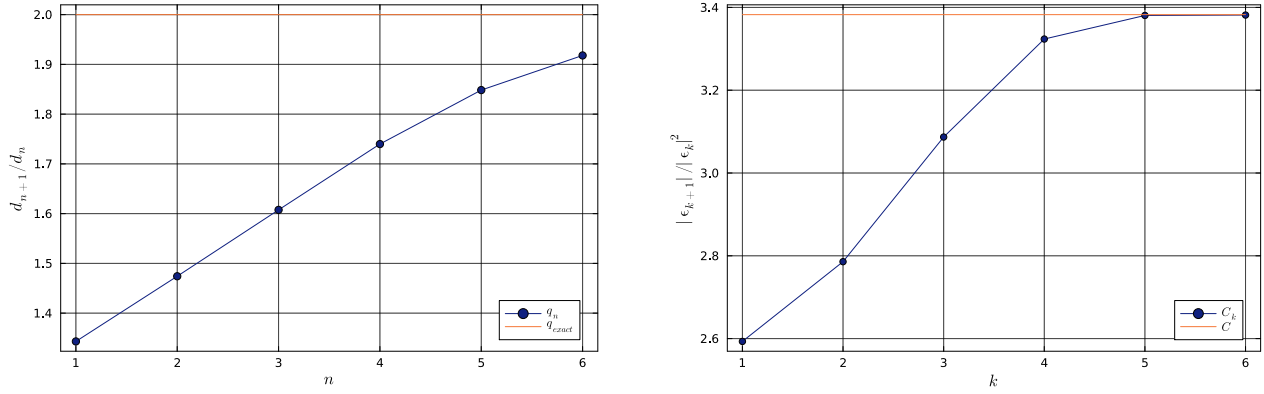 2.0
1.9
1.8
1.7
1.6
1.5
1.4
d_{n+1}/d_n
1 2 3 4 5 6
n
q_n
q_{exact}
3.4
3.2
3.0
2.8
2.6
|ϵ_{k+1}|/|ϵ_k|^2
1 2 3 4 5 6
k
C_k
C